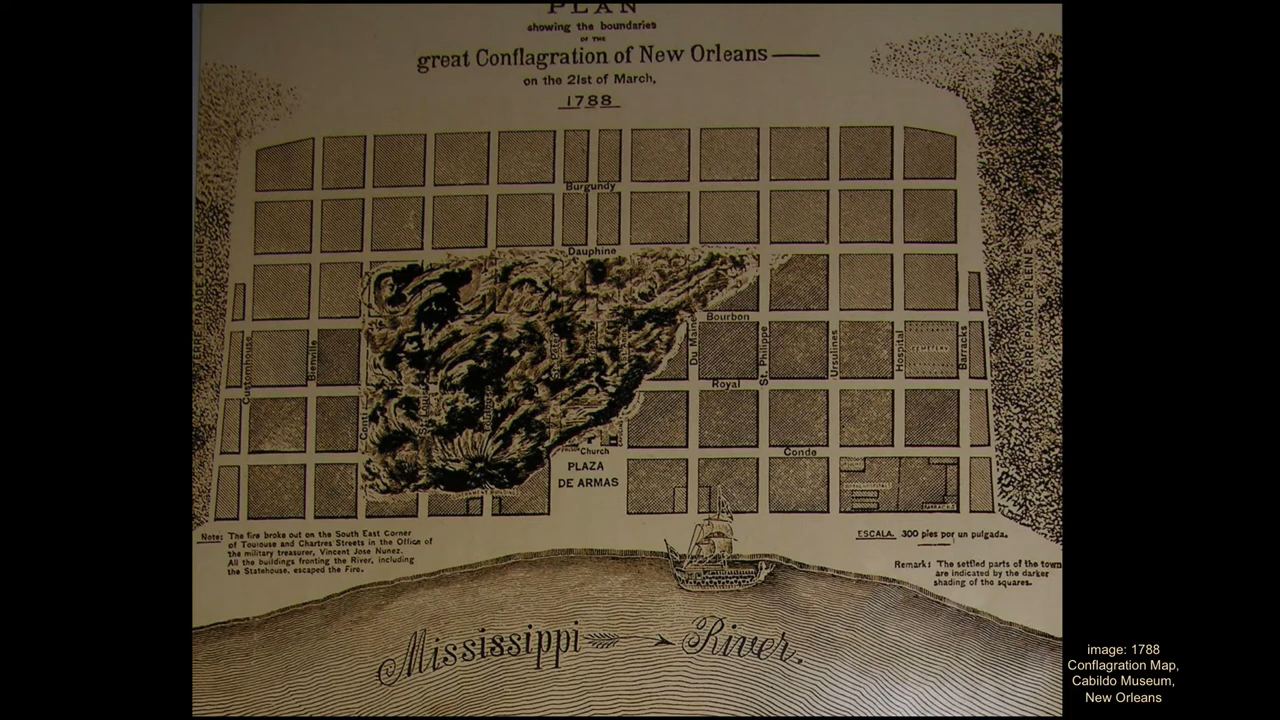 PLAN
showing the boundaries
OF THE
great Conflagration of New Orleans
on the 21st of March,
1788
Burgundy
Dauphine
Bourbon
Royal
Conde
Customhouse
Bienville
Conti
Du Maine
St. Philippe
Ursulines
Hospital
CEMETERY
Barracks
TERRE PARADE PLEINE
TERRE PARADE PLEINE
Church
PLAZA
DE ARMAS
BARRACKS
Note: The fire broke out on the South East Corner
of Toulouse and Chartres Streets in the Office of
the military treasurer, Vincent Jose Nunez.
All the buildings fronting the River, including
the Statehouse, escaped the Fire.
ESCALA. 300 pies por un pulgada.
Remark: The settled parts of the town
are indicated by the darker
shading of the squares.
Mississippi River.
image: 1788
Conflagration Map,
Cabildo Museum,
New Orleans